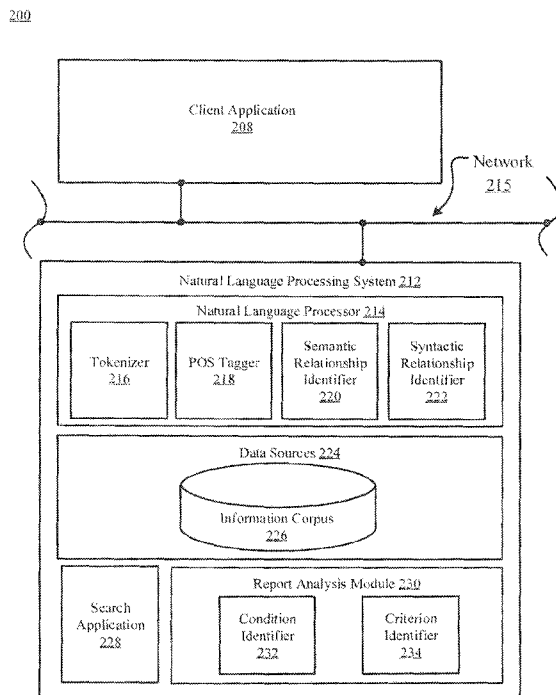 200
Client Application
208
Network
215
Natural Language Processing System 212
Natural Language Processor 214
Tokenizer
216
POS Tagger
218
Semantic
Relationship
Identifier
220
Syntactic
Relationship
Identifier
222
Data Sources 224
Information Corpus
226
Search
Application
228
Report Analysis Module 230
Condition
Identifier
232
Criterion
Identifier
234